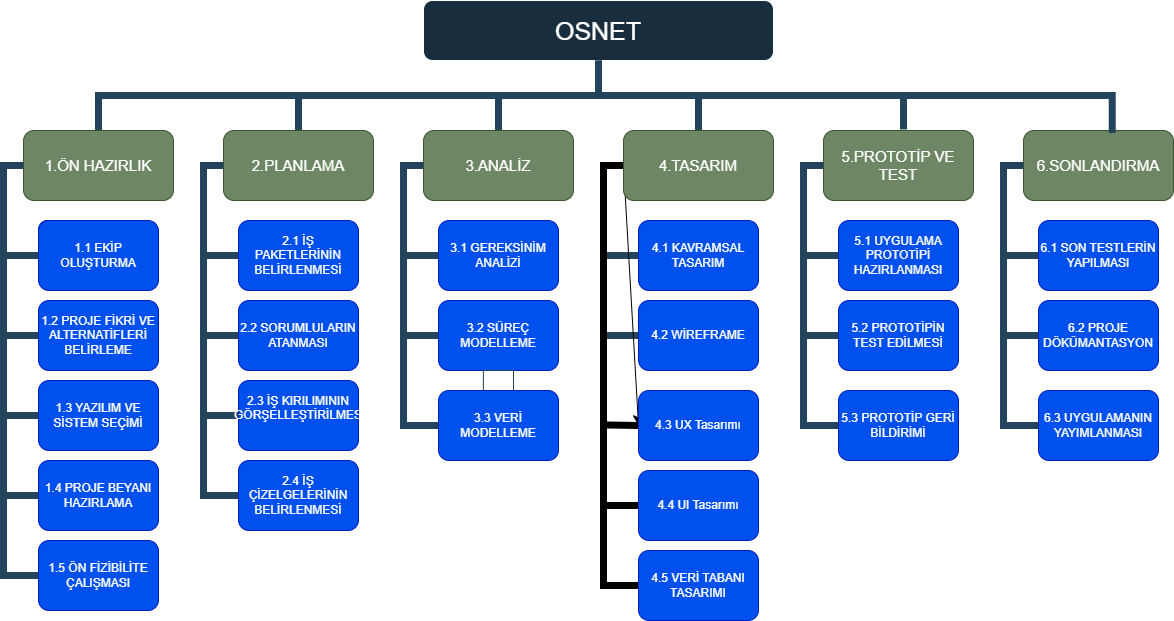 OSNET
1.ÖN HAZIRLIK
1.1 EKİP
OLUŞTURMA
1.2 PROJE FİKRİ VE
ALTERNATİFLERİ
BELİRLEME
1.3 YAZILIM VE
SİSTEM SEÇİMİ
1.4 PROJE BEYANI
HAZIRLAMA
1.5 ÖN FİZİBİLİTE
ÇALIŞMASI
2.PLANLAMA
2.1 İŞ
PAKETLERİNİN
BELİRLENMESİ
2.2 SORUMLULARIN
ATANMASI
2.3 İŞ KIRILIMININ
GÖRŞELLEŞTİRİLMES
2.4 İŞ
ÇİZELGELERİNİN
BELİRLENMESİ
3.ANALİZ
3.1 GEREKSİNİM
ANALİZİ
3.2 SÜREÇ
MODELLEME
3.3 VERİ
MODELLEME
4.TASARIM
4.1 KAVRAMSAL
TASARIM
4.2 WİREFRAME
4.3 UX Tasarımı
4.4 UI Tasarımı
4.5 VERİ TABANI
TASARIMI
5.PROTOTİP VE
TEST
5.1 UYGULAMA
PROTOTİPİ
HAZIRLANMASI
5.2 PROTOTİPİN
TEST EDİLMESİ
5.3 PROTOTİP GERİ
BİLDİRİMİ
6.SONLANDIRMA
6.1 SON TESTLERİN
YAPILMASI
6.2 PROJE
DÖKÜMANTASYON
6.3 UYGULAMANIN
YAYIMLANMASI